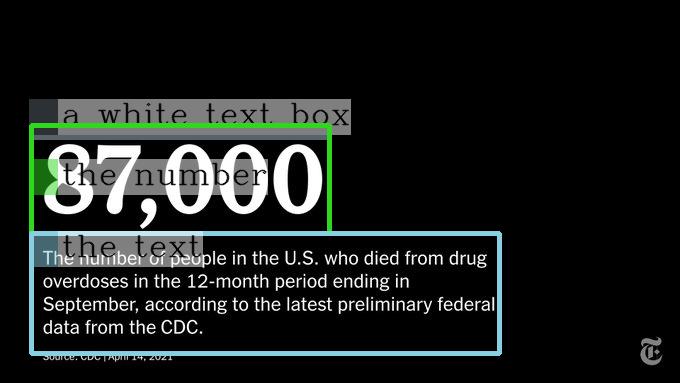 a white text box
87,000
the number
the text
The number of people in the U.S. who died from drug
overdoses in the 12-month period ending in
September, according to the latest preliminary federal
data from the CDC.
Source: CDC | April 14, 2021
T